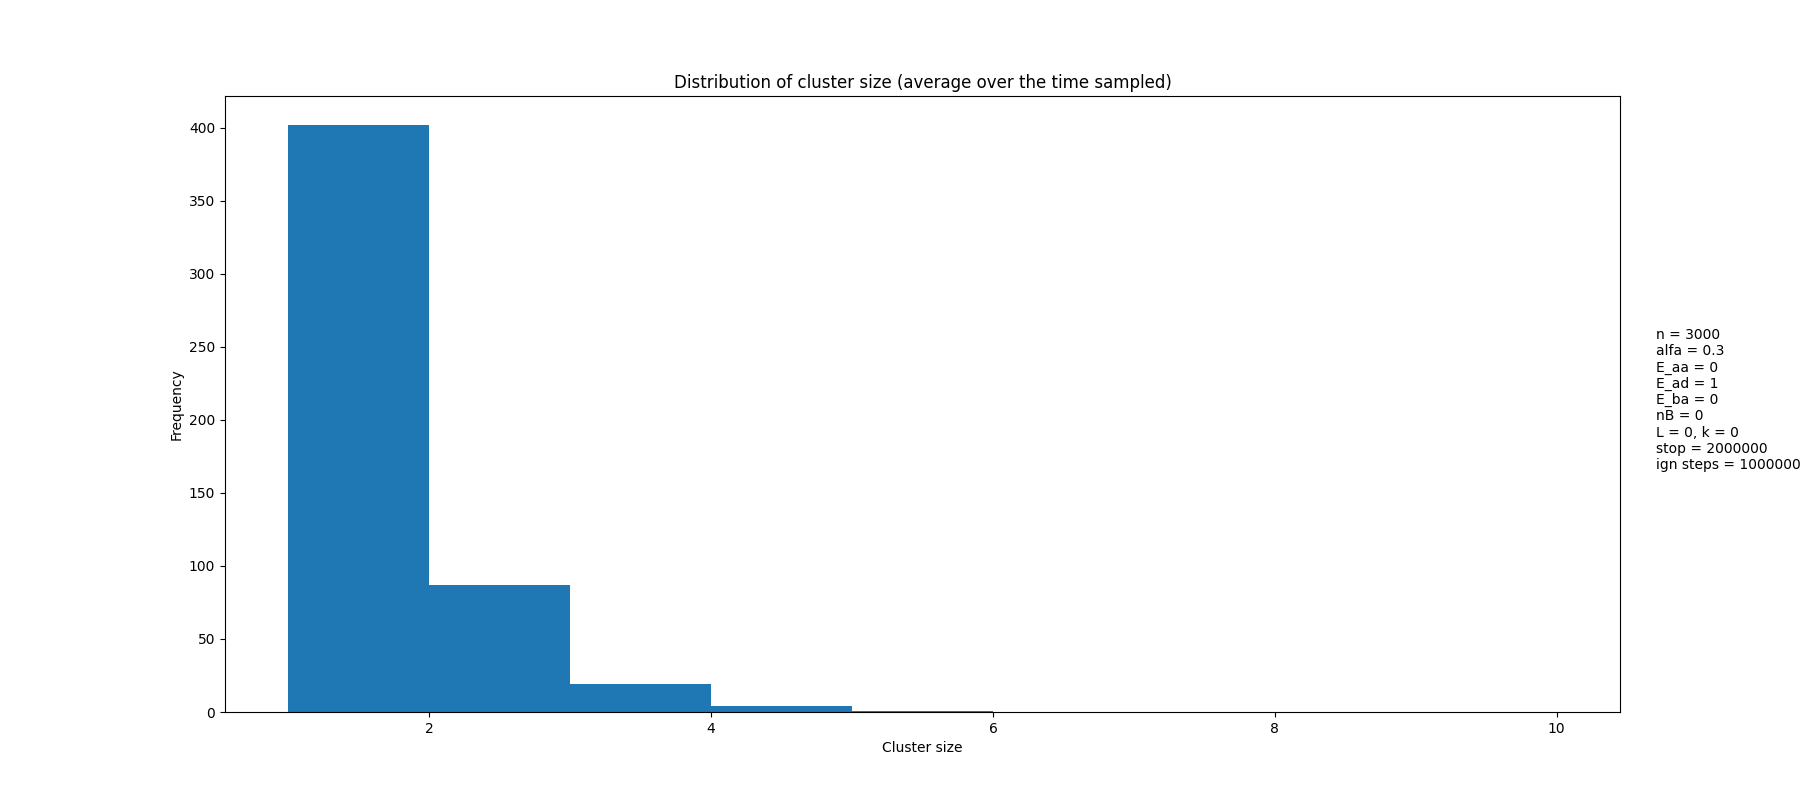 Distribution of cluster size (average over the time sampled)
400
350
300
250
200
150
100
50
0
Frequency
2 4 6 8 10
Cluster size
n = 3000
alfa = 0.3
E_aa = 0
E_ad = 1
E_ba = 0
nB = 0
L = 0, k = 0
stop = 2000000
ign steps = 1000000